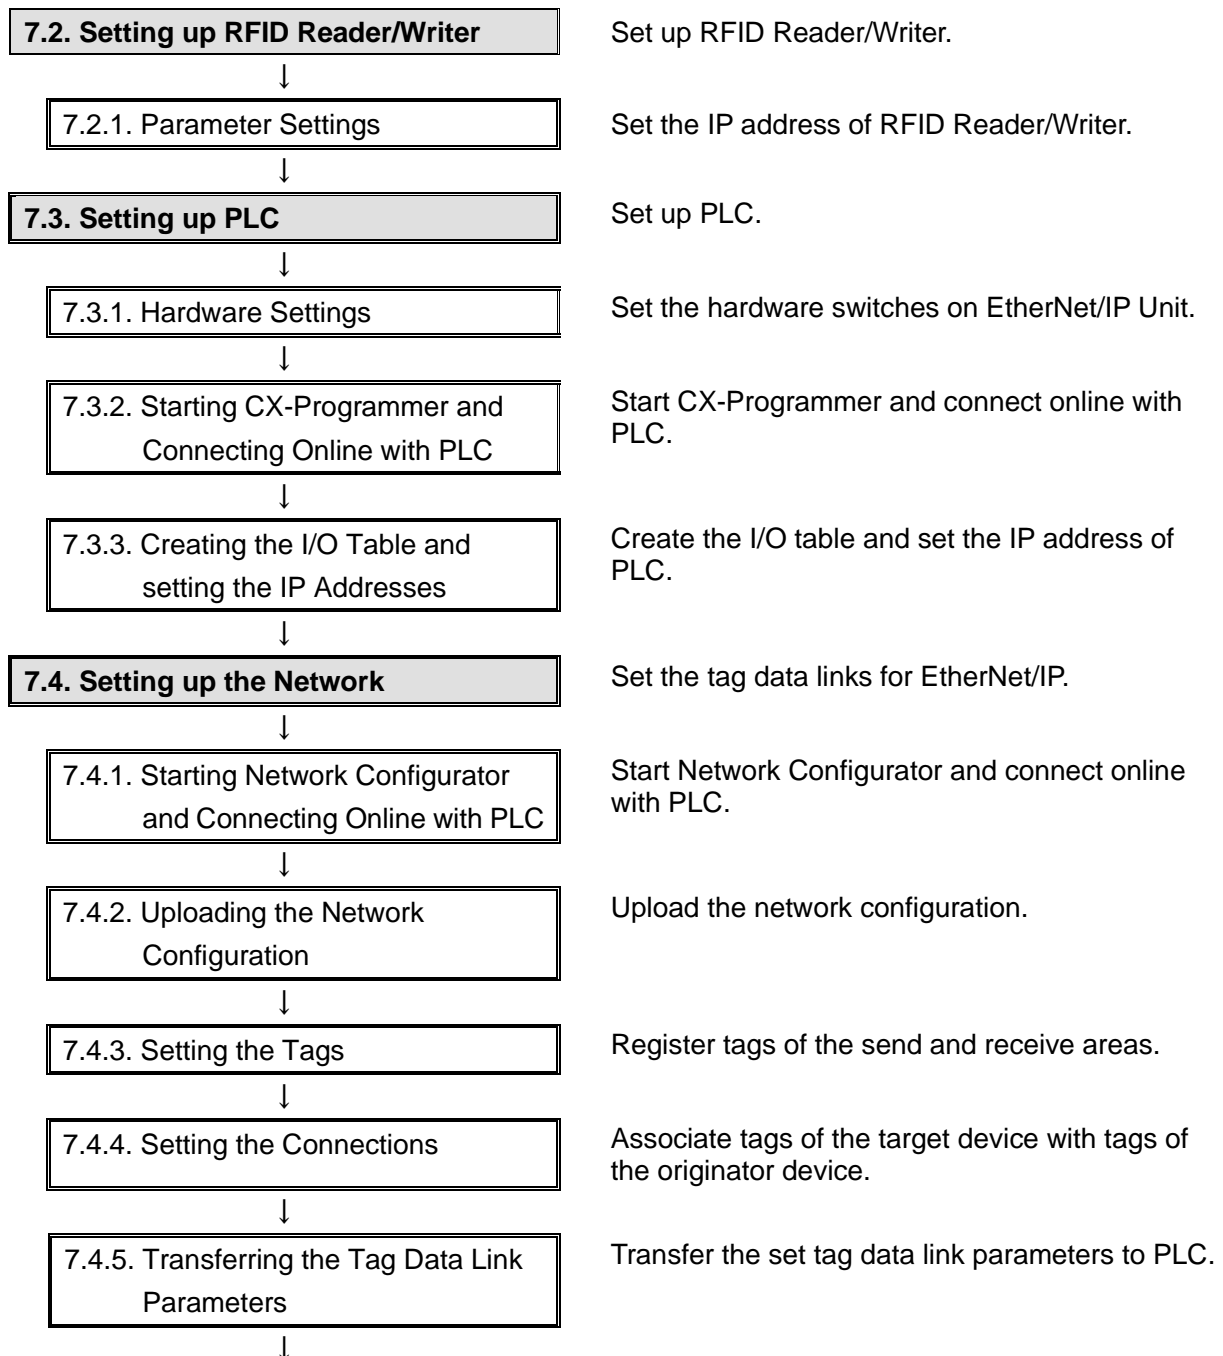 7.2. Setting up RFID Reader/Writer
Set up RFID Reader/Writer.
↓
7.2.1. Parameter Settings
Set the IP address of RFID Reader/Writer.
↓
7.3. Setting up PLC
Set up PLC.
↓
7.3.1. Hardware Settings
Set the hardware switches on EtherNet/IP Unit.
↓
7.3.2. Starting CX-Programmer and
Connecting Online with PLC
Start CX-Programmer and connect online with
PLC.
↓
7.3.3. Creating the I/O Table and
setting the IP Addresses
Create the I/O table and set the IP address of
PLC.
↓
7.4. Setting up the Network
Set the tag data links for EtherNet/IP.
↓
7.4.1. Starting Network Configurator
and Connecting Online with PLC
Start Network Configurator and connect online
with PLC.
↓
7.4.2. Uploading the Network
Configuration
Upload the network configuration.
↓
7.4.3. Setting the Tags
Register tags of the send and receive areas.
↓
7.4.4. Setting the Connections
Associate tags of the target device with tags of
the originator device.
↓
7.4.5. Transferring the Tag Data Link
Parameters
Transfer the set tag data link parameters to PLC.
↓